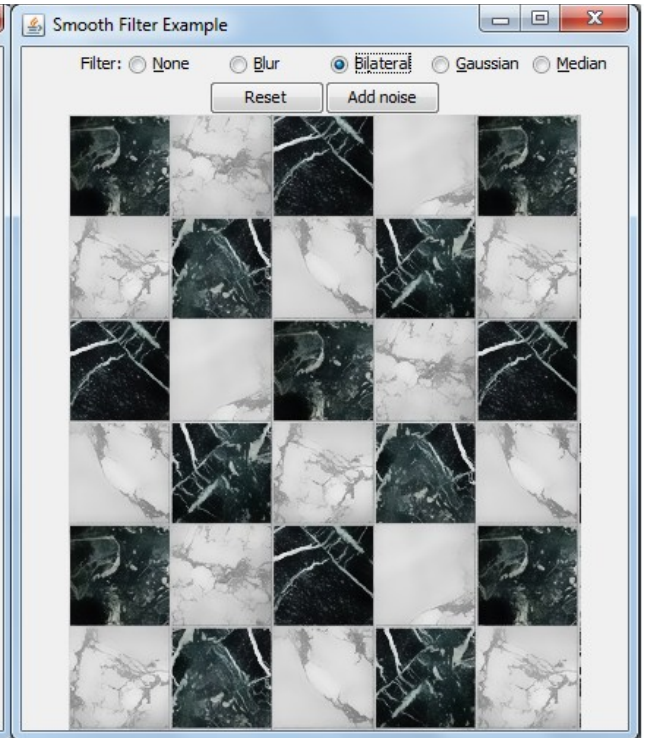 Smooth Filter Example
Filter: None Blur Bilateral Gaussian Median
Reset Add noise